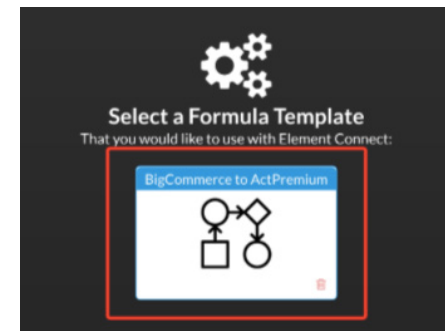 Select a Formula Template
That you would like to use with Element Connect:
BigCommerce to ActPremium